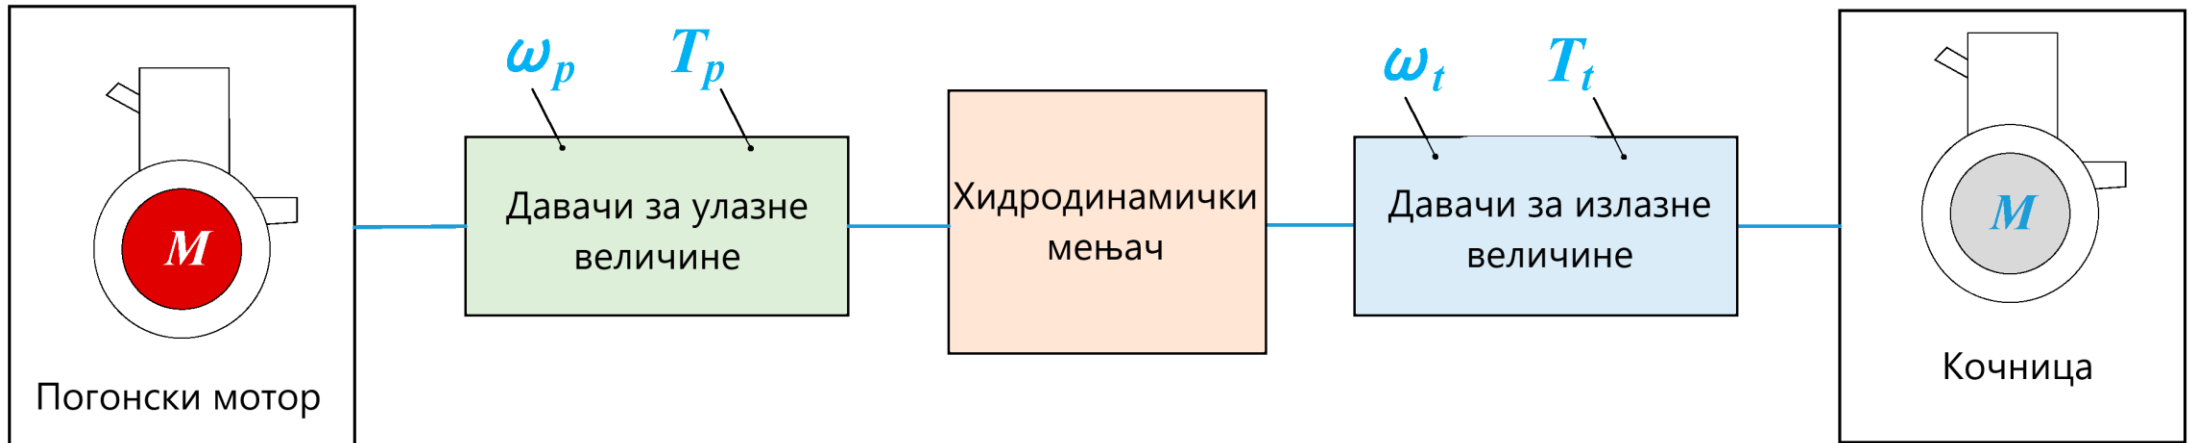 ω_p T_p
ω_t T_t
M
Давачи за улазне
величине
Хидродинамички
мењач
Давачи за излазне
величине
M
Погонски мотор
Кочница